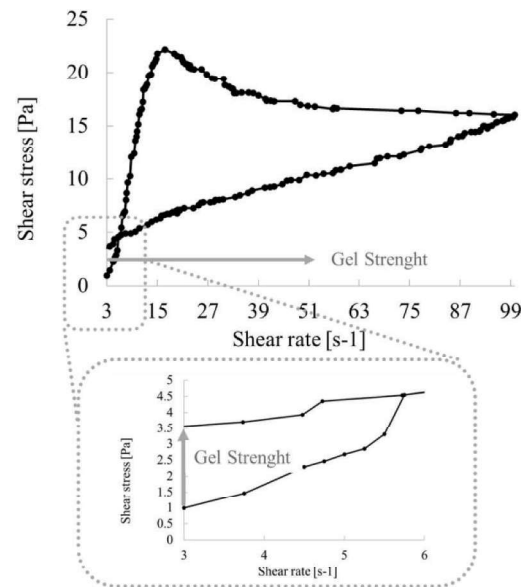 25
20
15
10
5
0
Shear stress [Pa]
Gel Strenght
3 15 27 39 51 63 75 87 99
Shear rate [s-1]
5
4.5
4
3.5
3
2.5
2
1.5
1
0.5
0
Shear stress [Pa]
Gel Strenght
3 4 5 6
Shear rate [s-1]